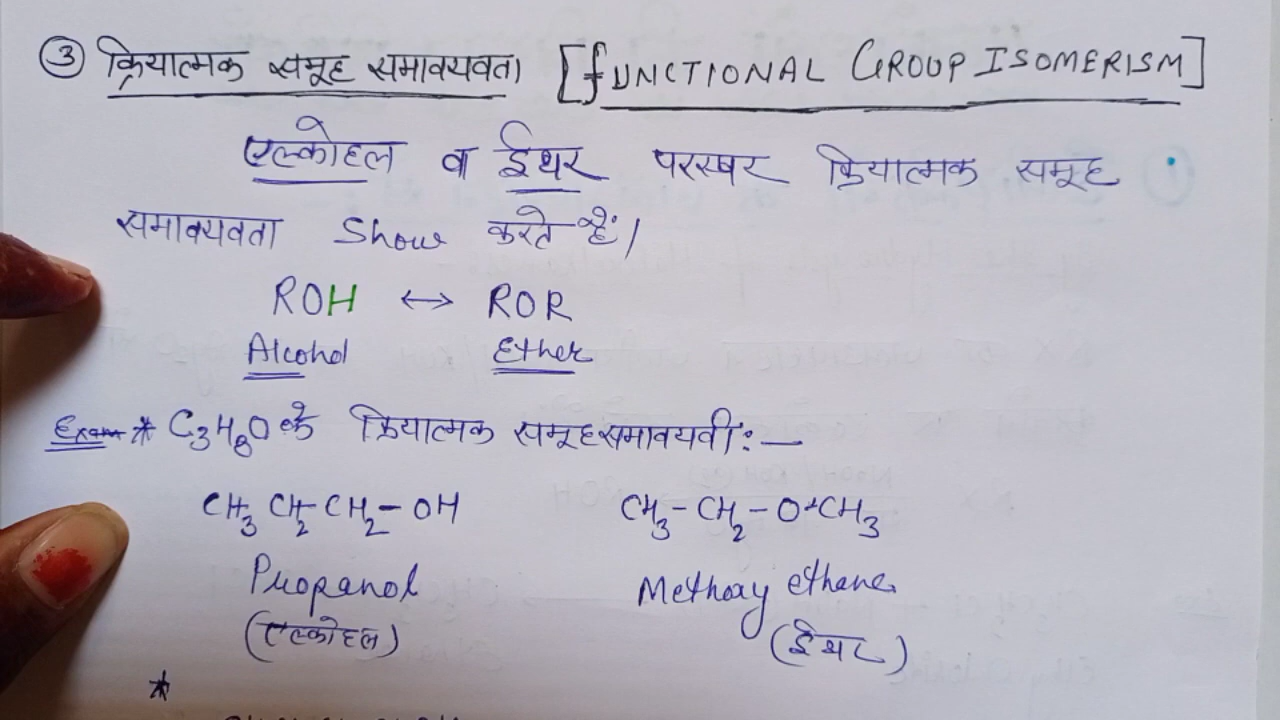 ③ क्रियात्मक समूह समावयवता [FUNCTIONAL GROUP ISOMERISM]
एल्कोहल व ईथर परस्पर क्रियात्मक समूह
समावयवता Show करते हैं।
ROH ↔ ROR
Alcohol Ether
Exam * C₃H₈O के क्रियात्मक समूह समावयवी:—
CH₃ CH₂ CH₂-OH CH₃-CH₂-O-CH₃
Propanol Methoxy ethane
(एल्कोहल) (ईथर)
*